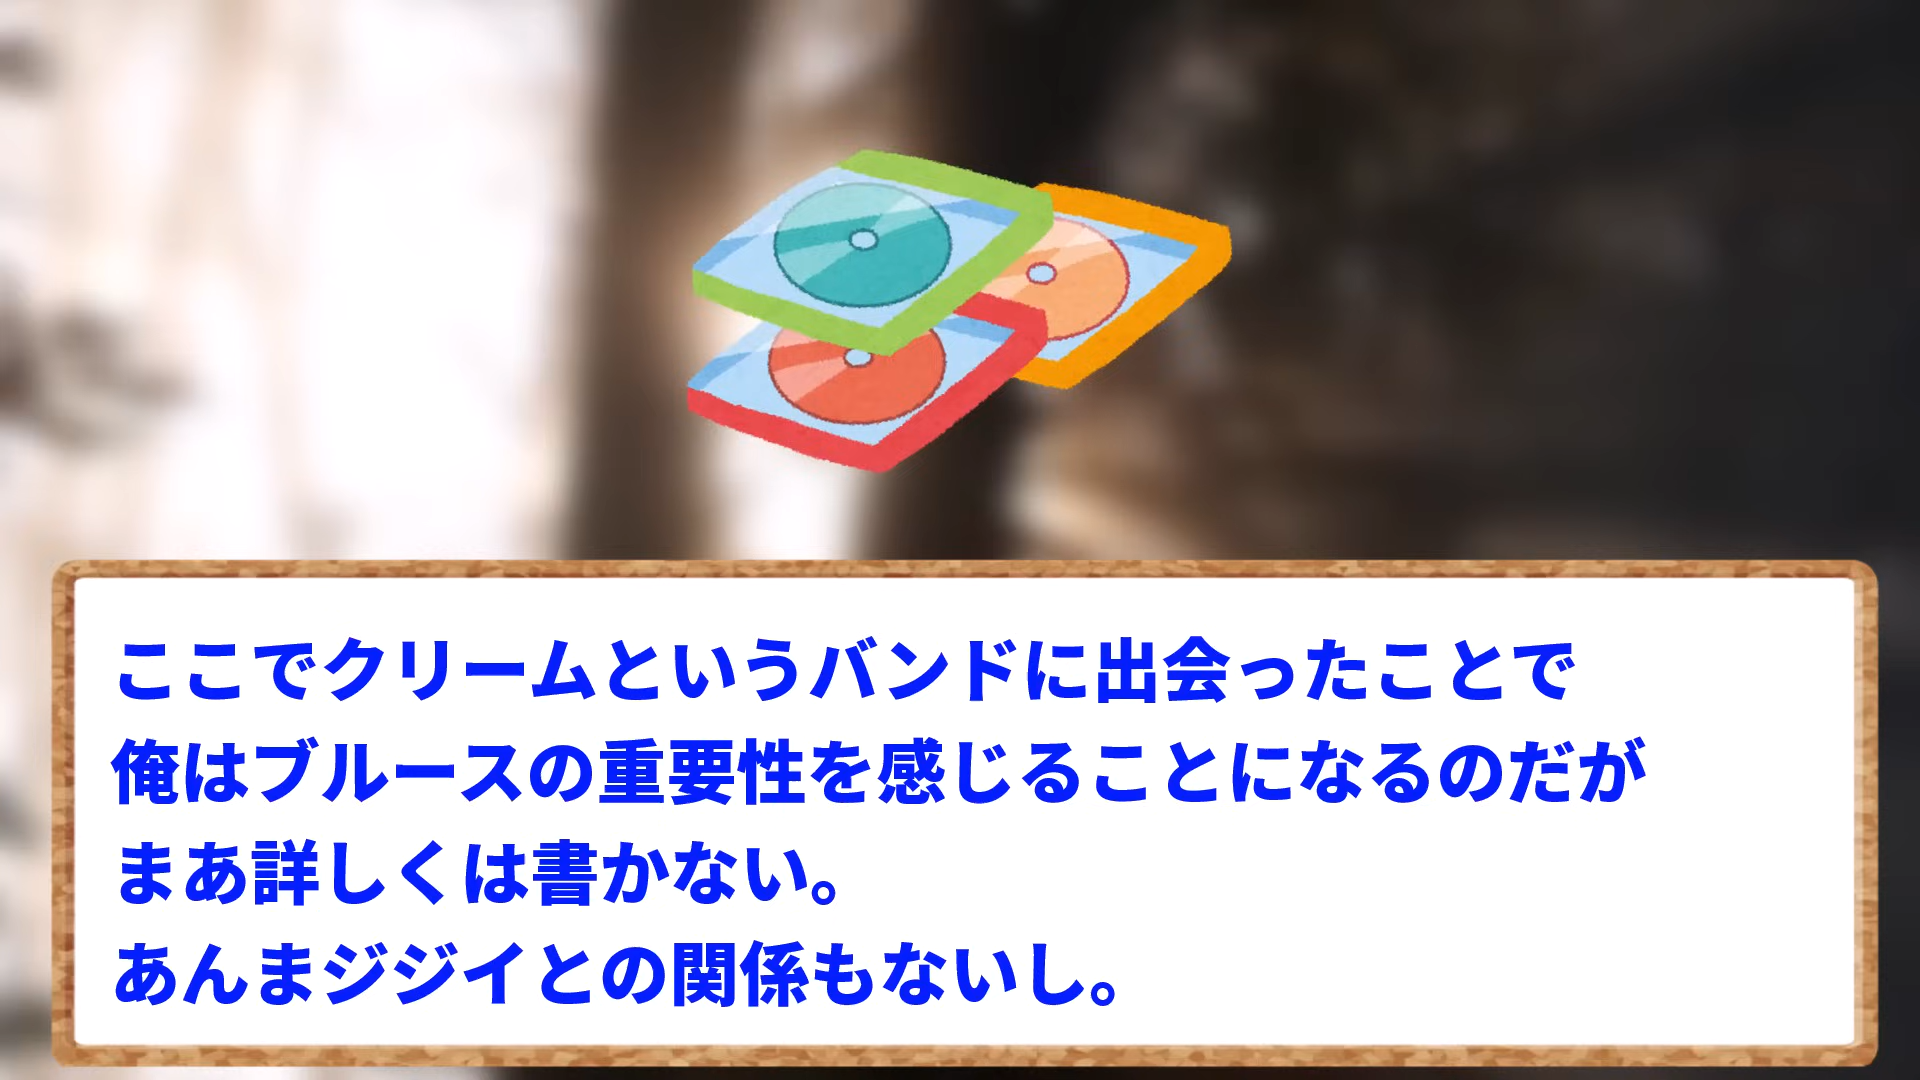 ここでクリームというバンドに出会ったことで
俺はブルースの重要性を感じることになるのだが
まあ詳しくは書かない。
あんまジジイとの関係もないし。